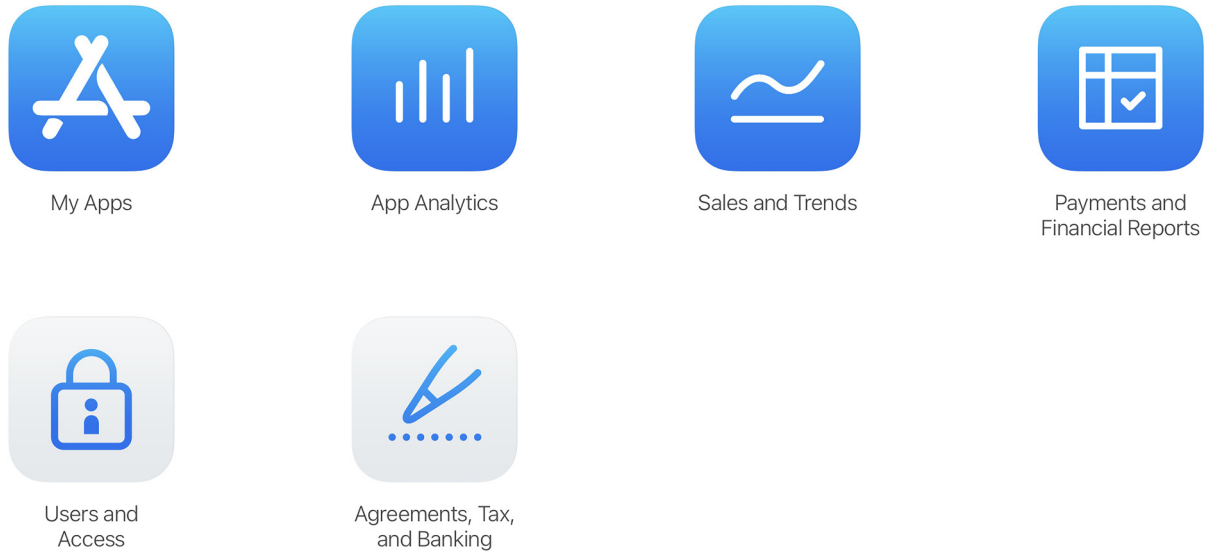 My Apps
App Analytics
Sales and Trends
Payments and
Financial Reports
Users and
Access
Agreements, Tax,
and Banking